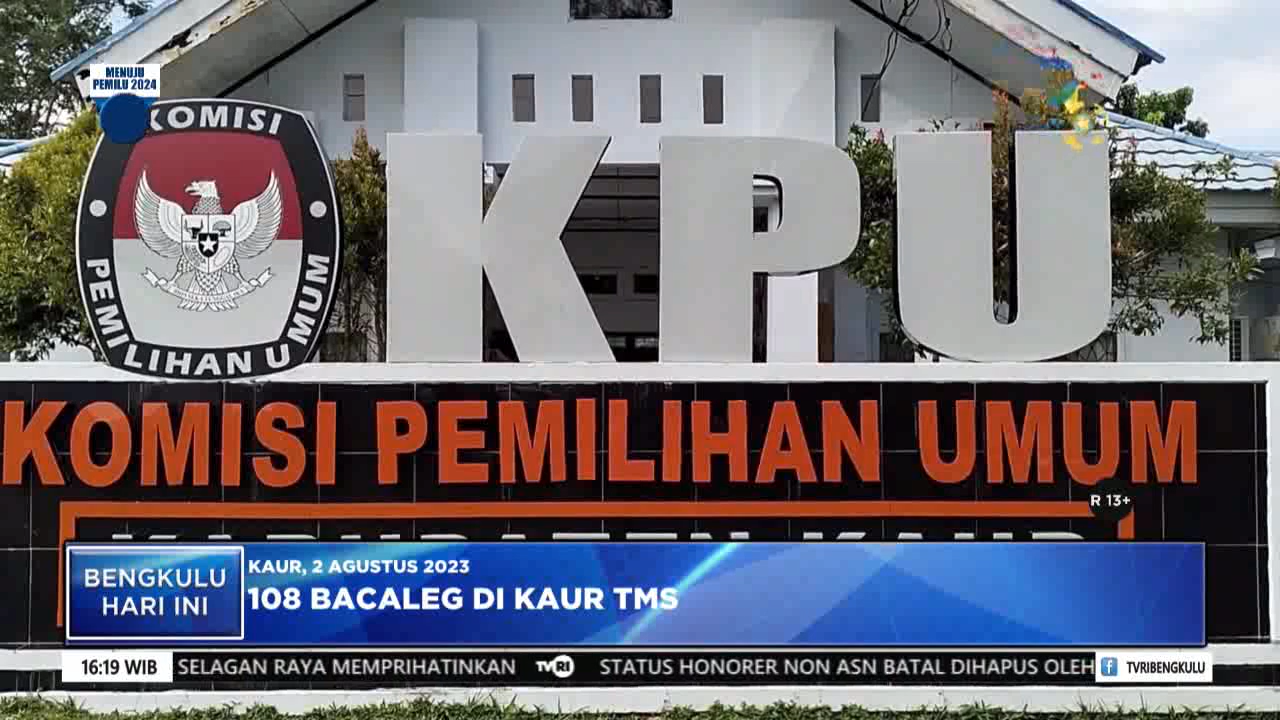 MENUJU
PEMILU 2024
KOMISI
PEMILIHAN UMUM
KPU
KOMISI PEMILIHAN UMUM
KABUPATEN KAUR
R 13+
BENGKULU
HARI INI
KAUR, 2 AGUSTUS 2023
108 BACALEG DI KAUR TMS
16:19 WIB
SELAGAN RAYA MEMPRIHATINKAN TVRI STATUS HONORER NON ASN BATAL DIHAPUS OLEH
f TVRIBENGKULU